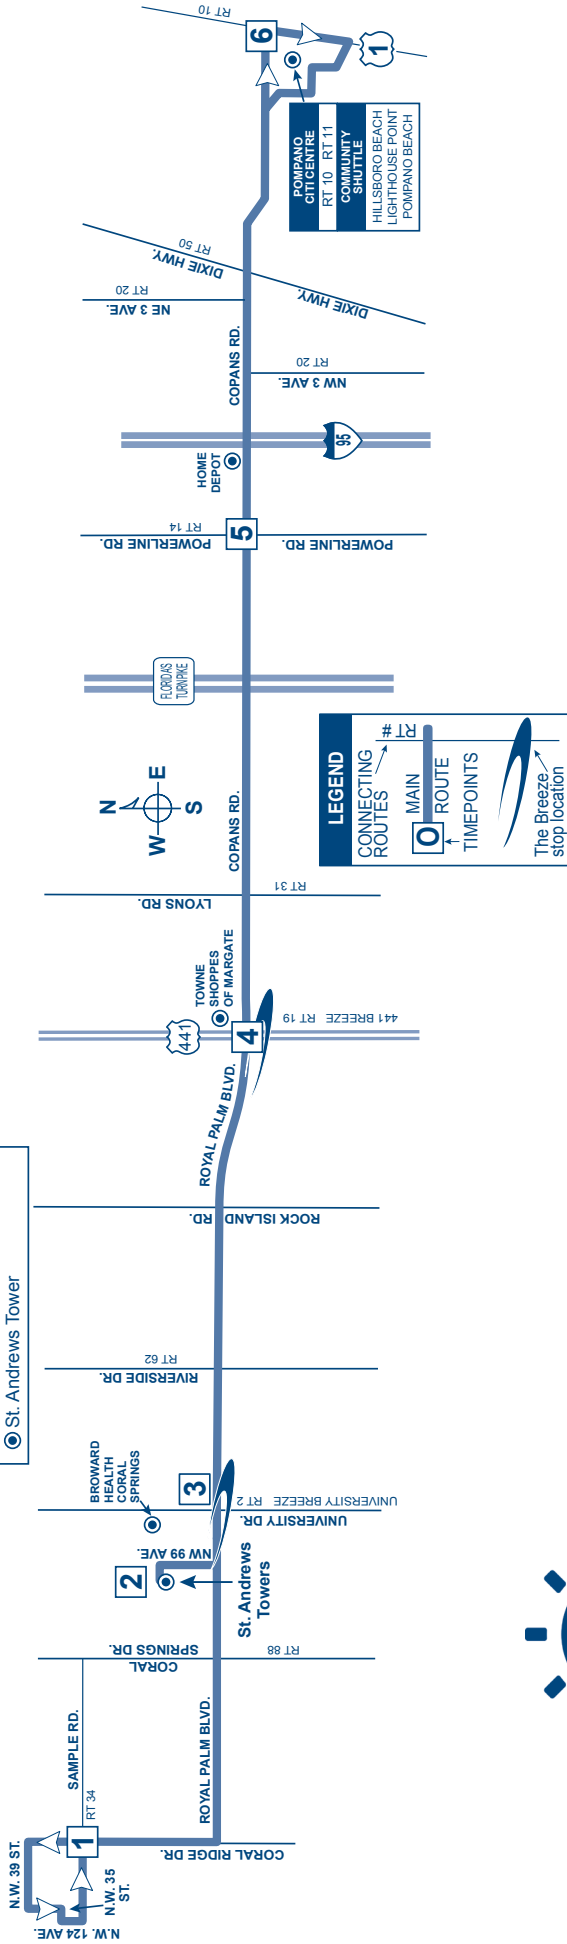 St. Andrews Tower
N.W. 39 ST.
N.W. 124 AVE.
N.W. 35
ST.
1
SAMPLE RD.
RT 34
CORAL RIDGE DR.
ROYAL PALM BLVD.
CORAL
SPRINGS DR.
RT 88
2
NW 99 AVE.
St. Andrews
Towers
BROWARD
HEALTH
CORAL
SPRINGS
3
UNIVERSITY DR.
UNIVERSITY BREEZE RT 2
RIVERSIDE DR.
RT 62
ROCK ISLAND RD.
ROYAL PALM BLVD.
441
4
441 BREEZE RT 19
TOWNE
SHOPPES
OF MARGATE
LYONS RD.
RT 31
COPANS RD.
N
W
E
S
FLORIDA'S
TURNPIKE
POWERLINE RD.
RT 14
5
POWERLINE RD.
HOME
DEPOT
95
COPANS RD.
NW 3 AVE.
RT 20
NE 3 AVE.
RT 20
DIXIE HWY.
RT 50
DIXIE HWY.
6
RT 10
1
POMPANO
CITI CENTRE
RT 10 RT 11
COMMUNITY
SHUTTLE
HILLSBORO BEACH
LIGHTHOUSE POINT
POMPANO BEACH
LEGEND
CONNECTING
ROUTES
RT #
0
MAIN
ROUTE
TIMEPOINTS
The Breeze
stop location